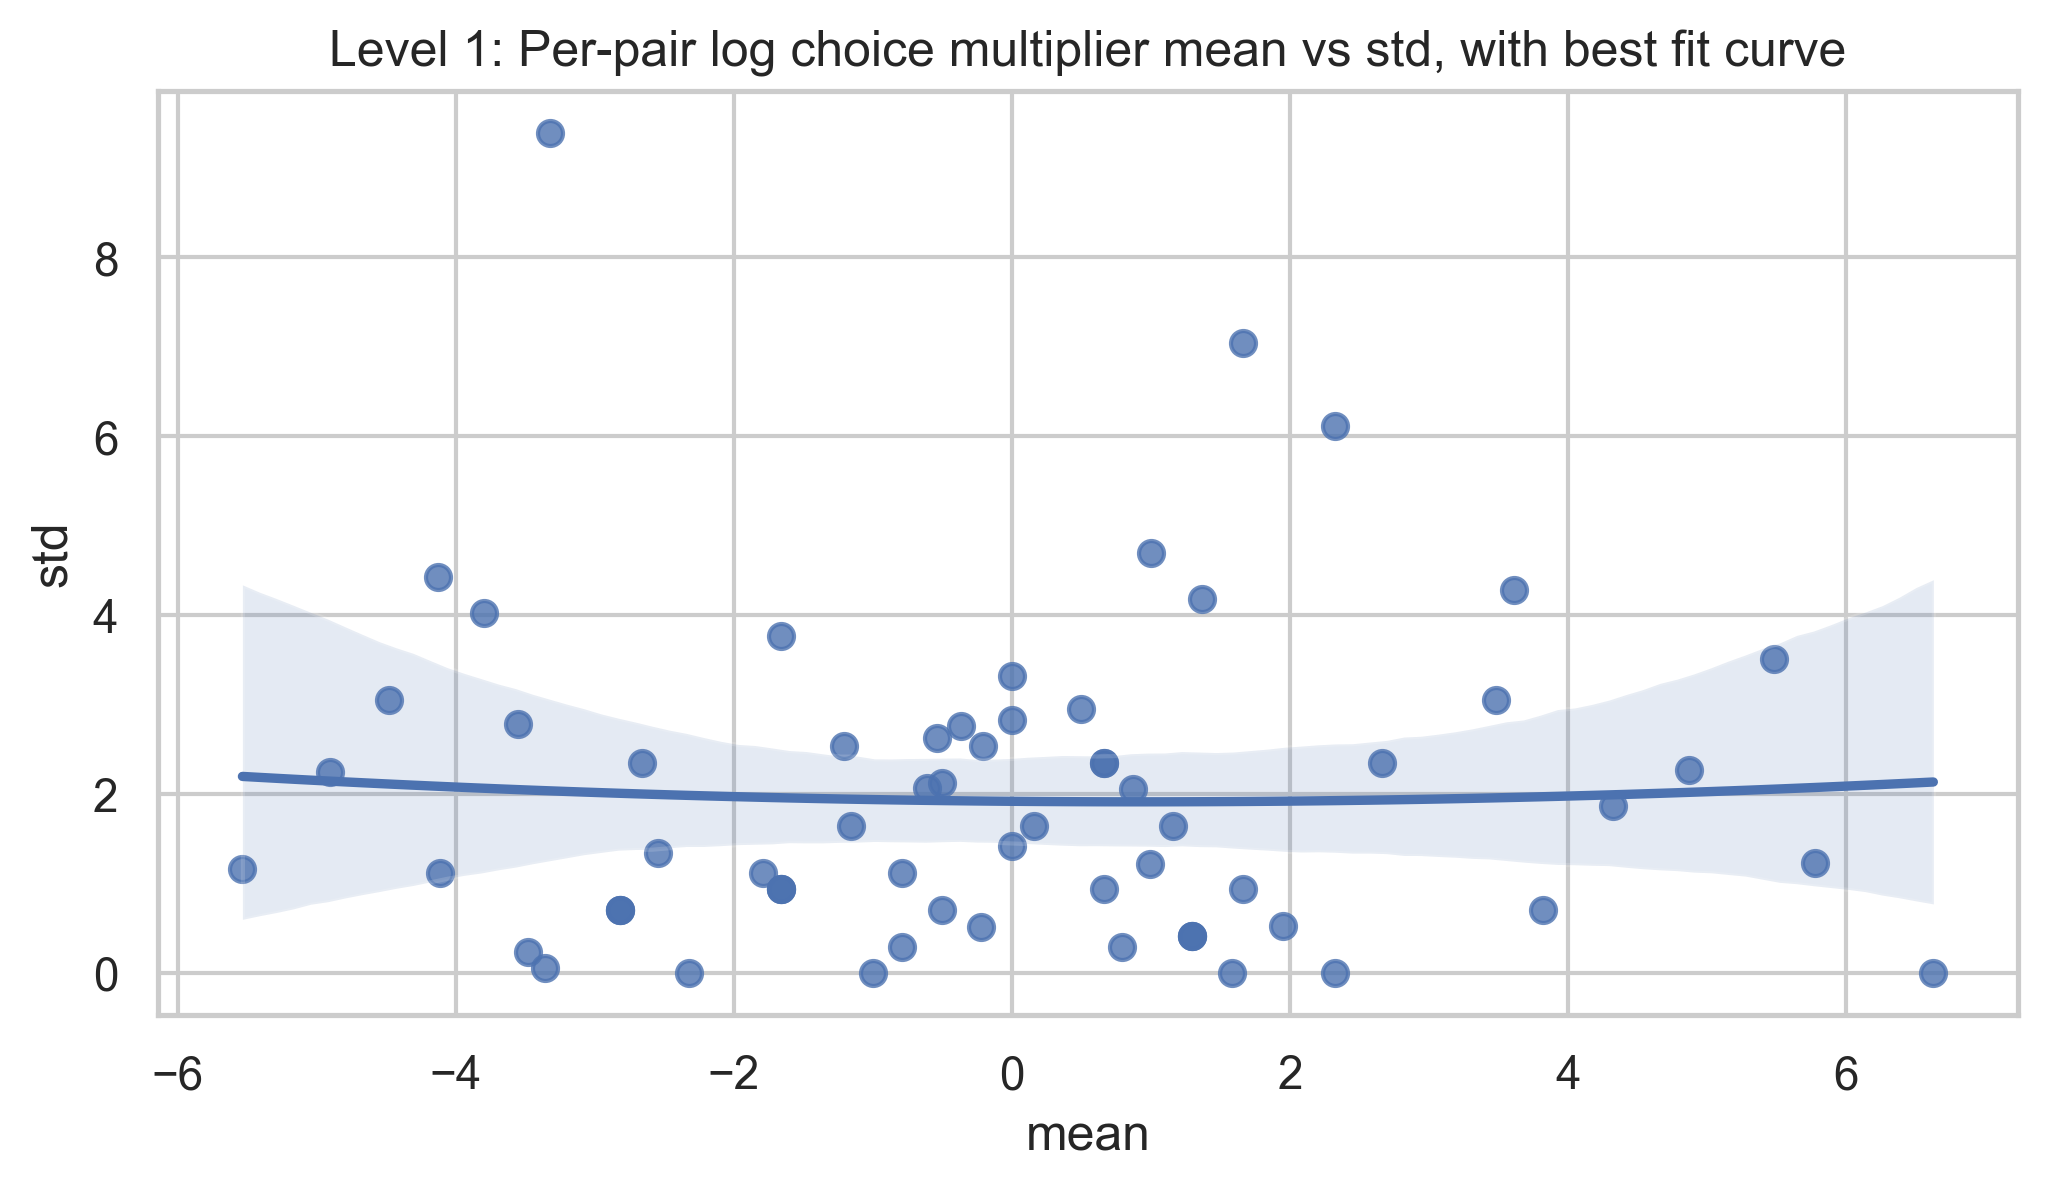 Level 1: Per-pair log choice multiplier mean vs std, with best fit curve
std
8
6
4
2
0
−6 −4 −2 0 2 4 6
mean